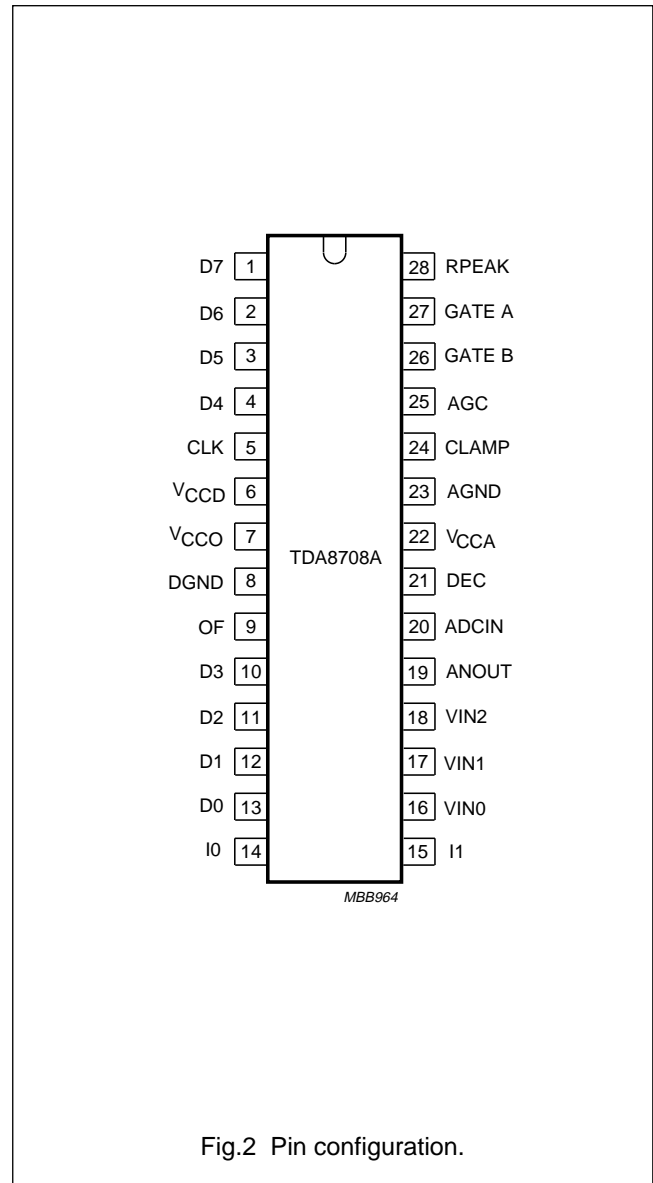 D7 1 28 RPEAK
D6 2 27 GATE A
D5 3 26 GATE B
D4 4 25 AGC
CLK 5 24 CLAMP
VCCD 6 23 AGND
VCCO 7 22 VCCA
TDA8708A
DGND 8 21 DEC
OF 9 20 ADCIN
D3 10 19 ANOUT
D2 11 18 VIN2
D1 12 17 VIN1
D0 13 16 VIN0
I0 14 15 I1
MBB964
Fig.2 Pin configuration.